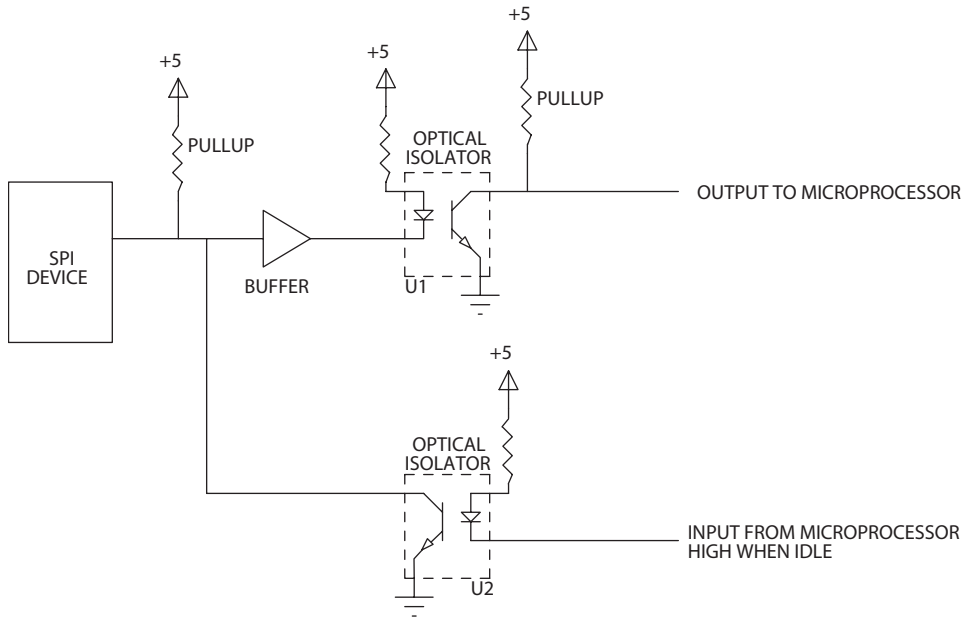 +5
+5
+5
PULLUP
PULLUP
OPTICAL
ISOLATOR
OUTPUT TO MICROPROCESSOR
SPI
DEVICE
BUFFER
U1
+5
OPTICAL
ISOLATOR
INPUT FROM MICROPROCESSOR
HIGH WHEN IDLE
U2